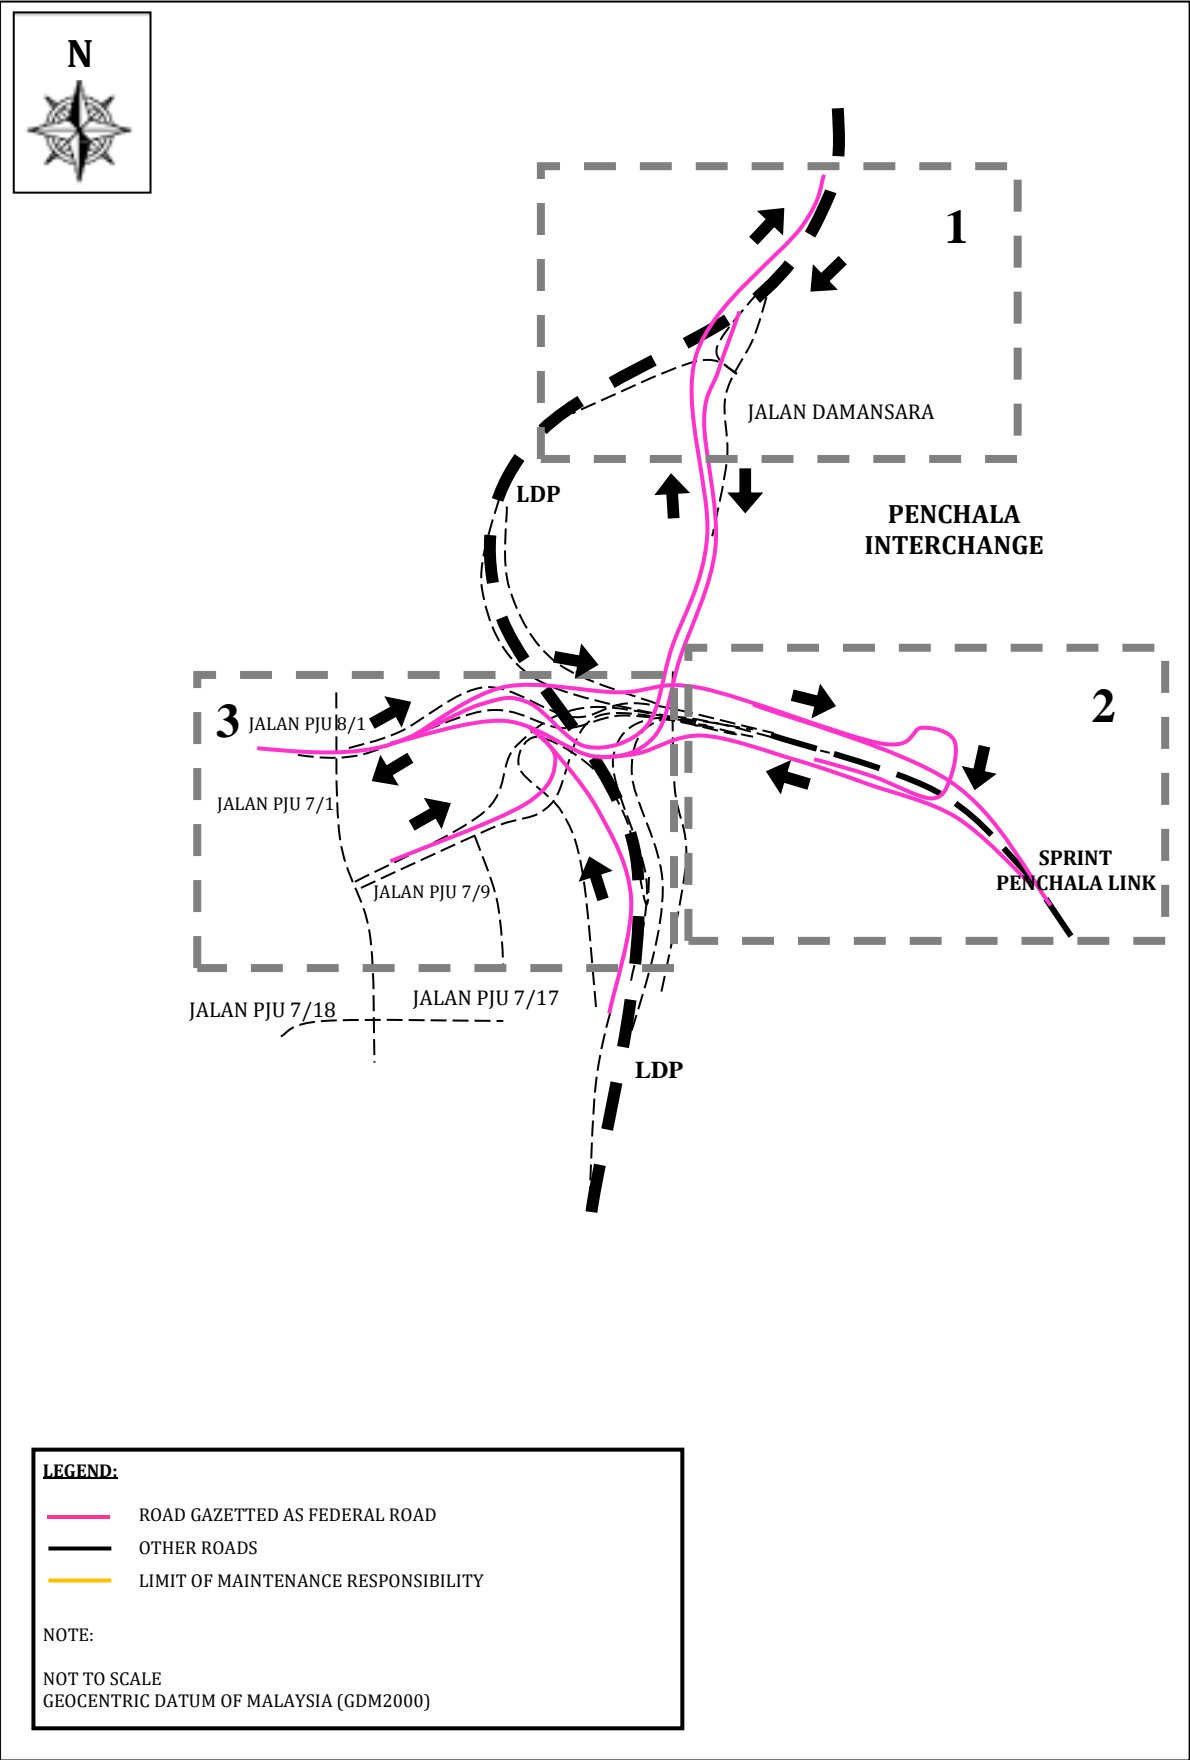 N
1
JALAN DAMANSARA
LDP
PENCHALA
INTERCHANGE
2
3
JALAN PJU 8/1
JALAN PJU 7/1
SPRINT
PENCHALA LINK
JALAN PJU 7/9
JALAN PJU 7/17
JALAN PJU 7/18
LDP
LEGEND:
ROAD GAZETTED AS FEDERAL ROAD
OTHER ROADS
LIMIT OF MAINTENANCE RESPONSIBILITY
NOTE:
NOT TO SCALE
GEOCENTRIC DATUM OF MALAYSIA (GDM2000)